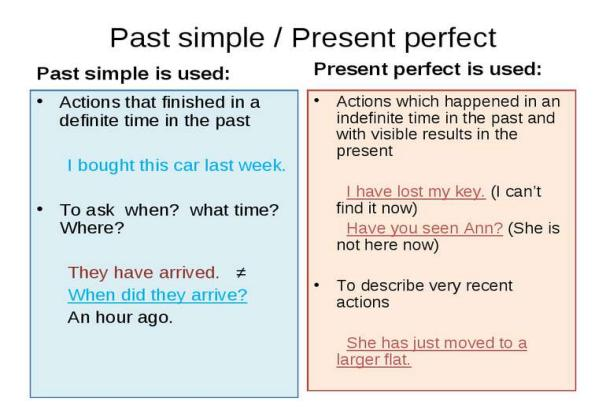 Past simple / Present perfect
Past simple is used:
• Actions that finished in a
definite time in the past
I bought this car last week.
• To ask when? what time?
Where?
They have arrived. ≠
When did they arrive?
An hour ago.
Present perfect is used:
• Actions which happened in an
indefinite time in the past and
with visible results in the
present
I have lost my key. (I can't
find it now)
Have you seen Ann? (She is
not here now)
• To describe very recent
actions
She has just moved to a
larger flat.